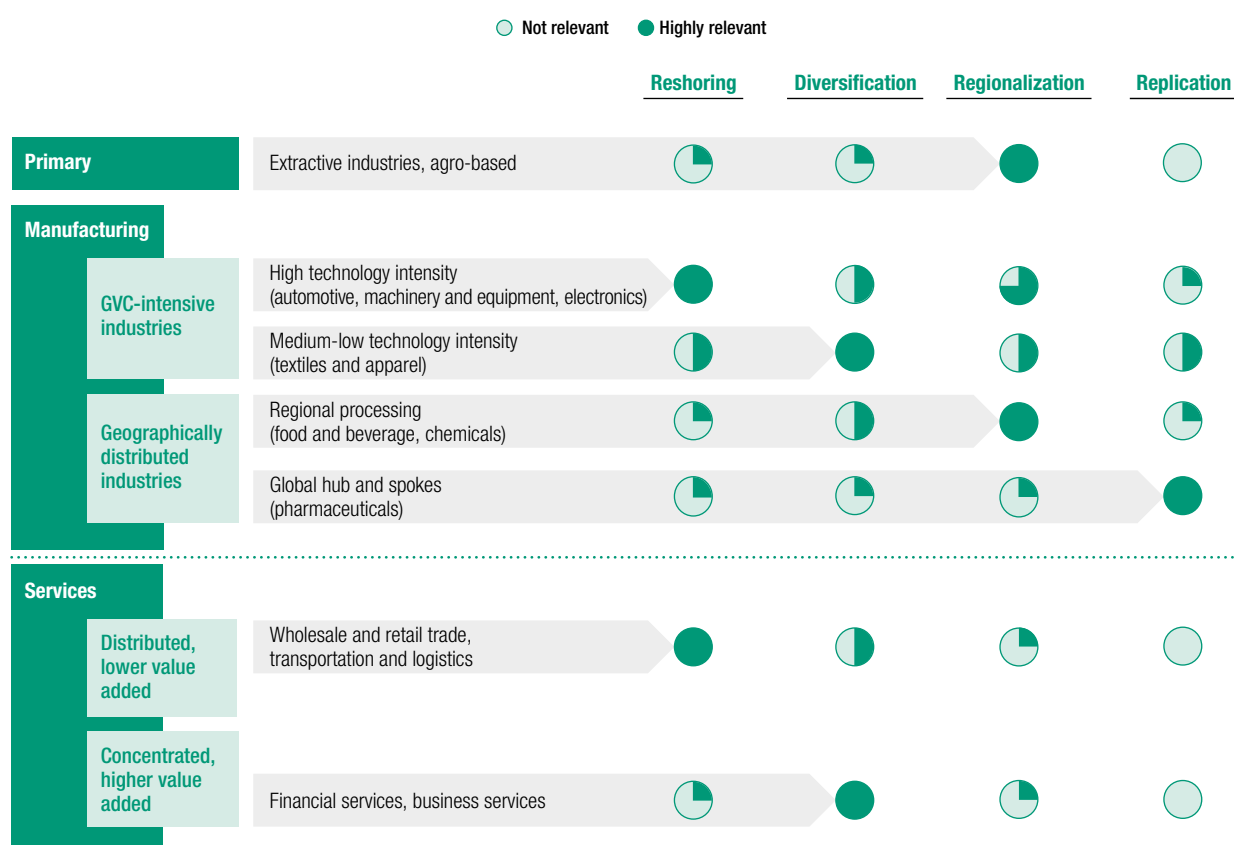 Not relevant
Highly relevant
Reshoring
Diversification
Regionalization
Replication
Primary
Extractive industries, agro-based
Manufacturing
GVC-intensive
industries
High technology intensity
(automotive, machinery and equipment, electronics)
Medium-low technology intensity
(textiles and apparel)
Geographically
distributed
industries
Regional processing
(food and beverage, chemicals)
Global hub and spokes
(pharmaceuticals)
Services
Distributed,
lower value
added
Wholesale and retail trade,
transportation and logistics
Concentrated,
higher value
added
Financial services, business services